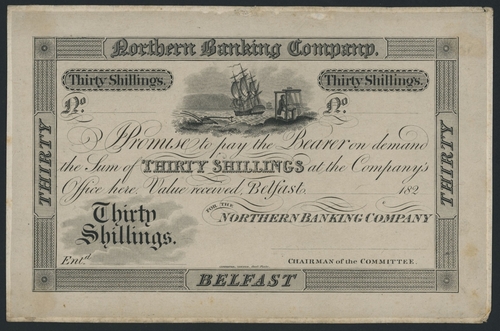 Northern Banking Company.
Thirty Shillings. Thirty Shillings.
No No
I Promise to pay the Bearer on demand
the Sum of THIRTY SHILLINGS at the Company's
Office here. Value received, Belfast 182
FOR THE NORTHERN BANKING COMPANY
Thirty
Shillings.
Ent.d
CHAIRMAN of the COMMITTEE.
THIRTY
THIRTY
BELFAST